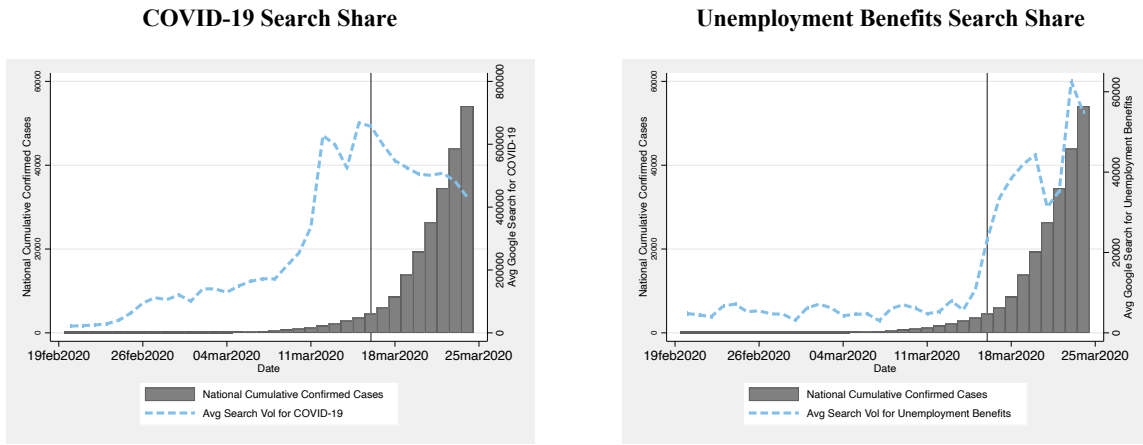 COVID-19 Search Share
National Cumulative Confirmed Cases
0
20000
40000
60000
Avg Google Search for COVID-19
0
200000
400000
600000
800000
19feb2020 26feb2020 04mar2020 11mar2020 18mar2020 25mar2020
Date
National Cumulative Confirmed Cases
Avg Search Vol for COVID-19
Unemployment Benefits Search Share
National Cumulative Confirmed Cases
0
20000
40000
60000
Avg Google Search for Unemployment Benefits
0
20000
40000
60000
19feb2020 26feb2020 04mar2020 11mar2020 18mar2020 25mar2020
Date
National Cumulative Confirmed Cases
Avg Search Vol for Unemployment Benefits